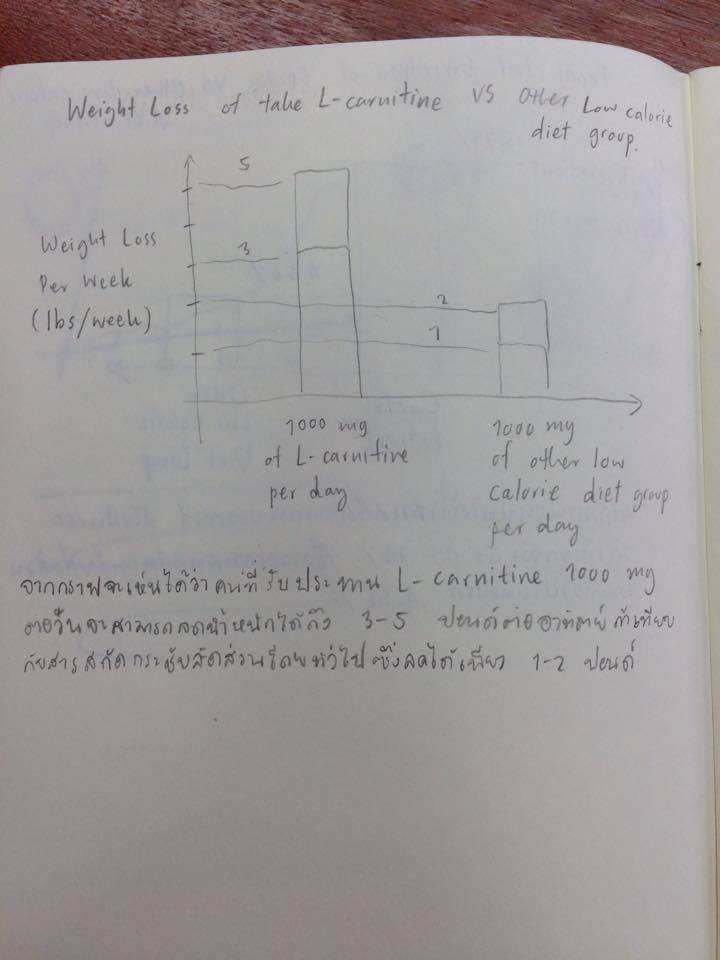 Weight Loss of take L-carnitine VS Other Low calorie
diet group.
5
Weight Loss
3
Per Week
2
(lbs/week)
1
1000 mg
of L-carnitine
per day
1000 mg
of other low
calorie diet group
per day
จากกราฟจะเห็นได้ว่า คนที่รับประทาน L-carnitine 1000 mg
ต่อวันจะสามารถลดน้ำหนักได้ถึง 3-5 ปอนด์ต่ออาทิตย์ ถ้าเทียบ
กับสารสกัดกระชับสัดส่วนโดยทั่วไป ซึ่งลดได้เพียง 1-2 ปอนด์